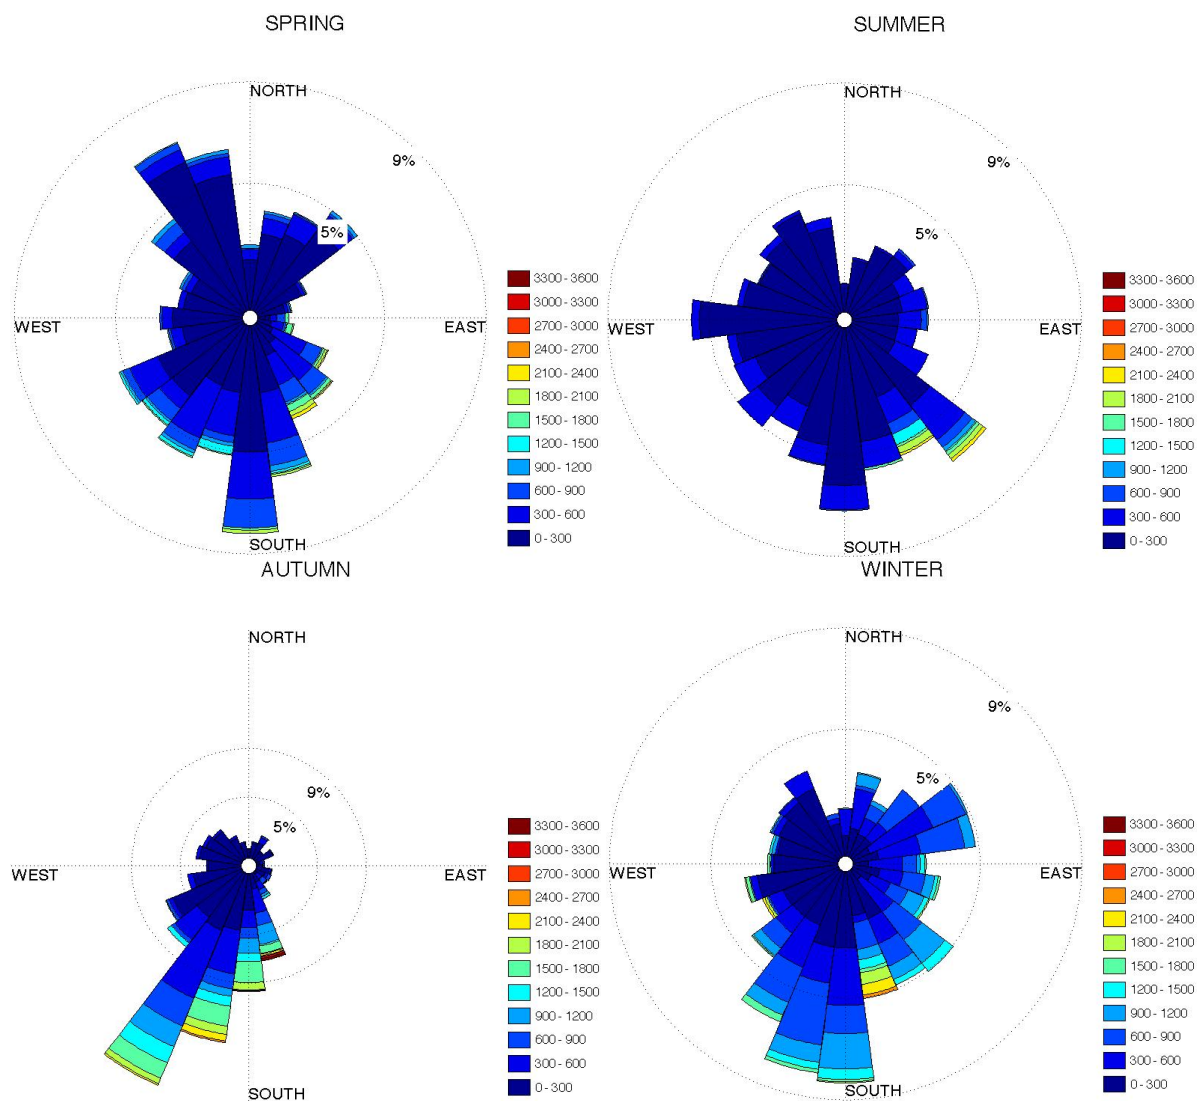 SPRING
NORTH
9%
5%
WEST
EAST
SOUTH
3300 - 3600
3000 - 3300
2700 - 3000
2400 - 2700
2100 - 2400
1800 - 2100
1500 - 1800
1200 - 1500
900 - 1200
600 - 900
300 - 600
0 - 300
SUMMER
NORTH
9%
5%
WEST
EAST
SOUTH
3300 - 3600
3000 - 3300
2700 - 3000
2400 - 2700
2100 - 2400
1800 - 2100
1500 - 1800
1200 - 1500
900 - 1200
600 - 900
300 - 600
0 - 300
AUTUMN
NORTH
9%
5%
WEST
EAST
SOUTH
3300 - 3600
3000 - 3300
2700 - 3000
2400 - 2700
2100 - 2400
1800 - 2100
1500 - 1800
1200 - 1500
900 - 1200
600 - 900
300 - 600
0 - 300
WINTER
NORTH
9%
5%
WEST
EAST
SOUTH
3300 - 3600
3000 - 3300
2700 - 3000
2400 - 2700
2100 - 2400
1800 - 2100
1500 - 1800
1200 - 1500
900 - 1200
600 - 900
300 - 600
0 - 300